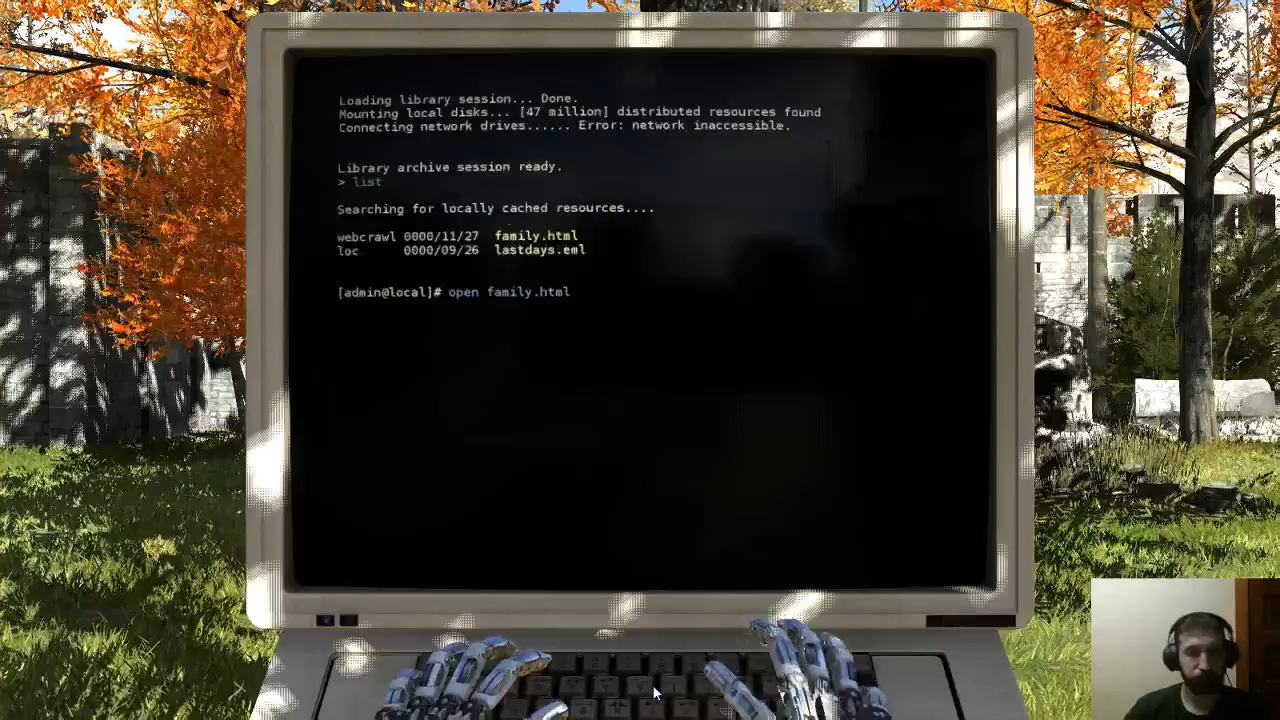 Loading library session... Done.
Mounting local disks... [47 million] distributed resources found
Connecting network drives...... Error: network inaccessible.
Library archive session ready.
> list
Searching for locally cached resources....
webcrawl 0000/11/27 family.html
loc 0000/09/26 lastdays.eml
[admin@local]# open family.html